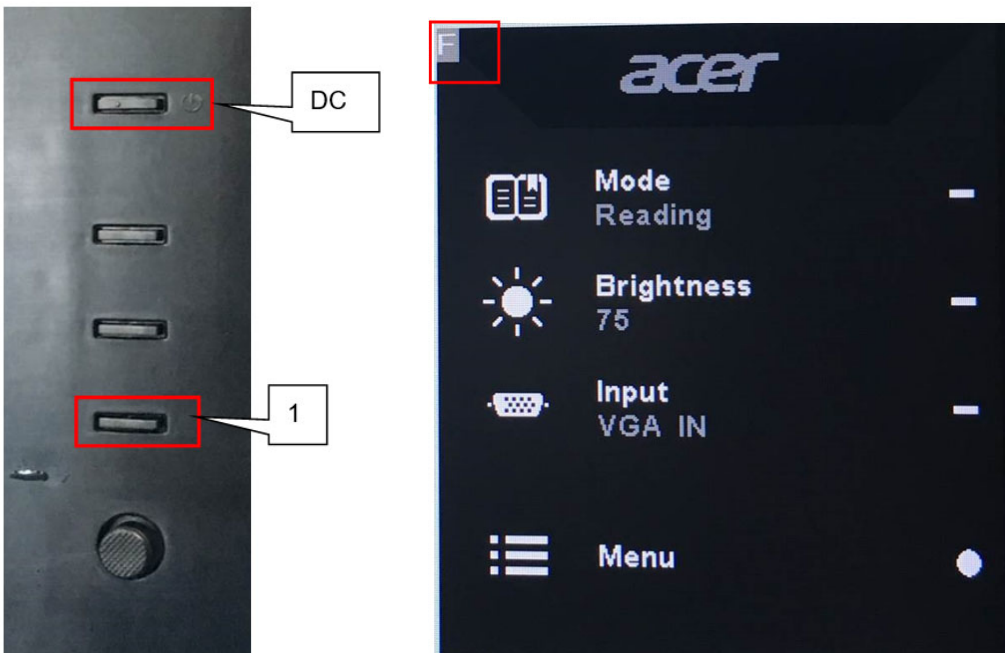 DC
1
F
acer
Mode
Reading
Brightness
75
Input
VGA IN
Menu